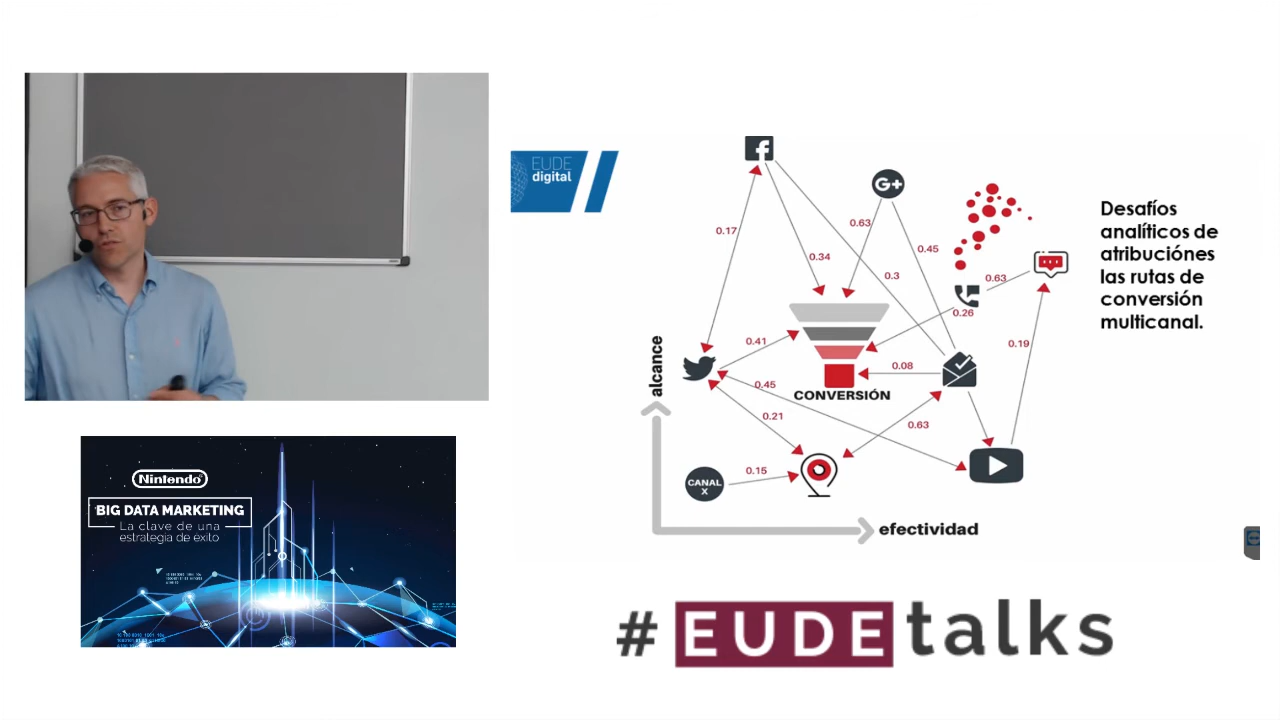 EUDE
digital
G+
0.17
0.63
0.34
0.45
0.3
0.63
0.26
0.41
0.08
0.19
0.45
0.21
0.63
0.15
CONVERSIÓN
CANAL
X
alcance
efectividad
Desafíos
analíticos de
atribuciónes
las rutas de
conversión
multicanal.
Nintendo
BIG DATA MARKETING
La clave de una
estrategia de éxito
# EUDE talks